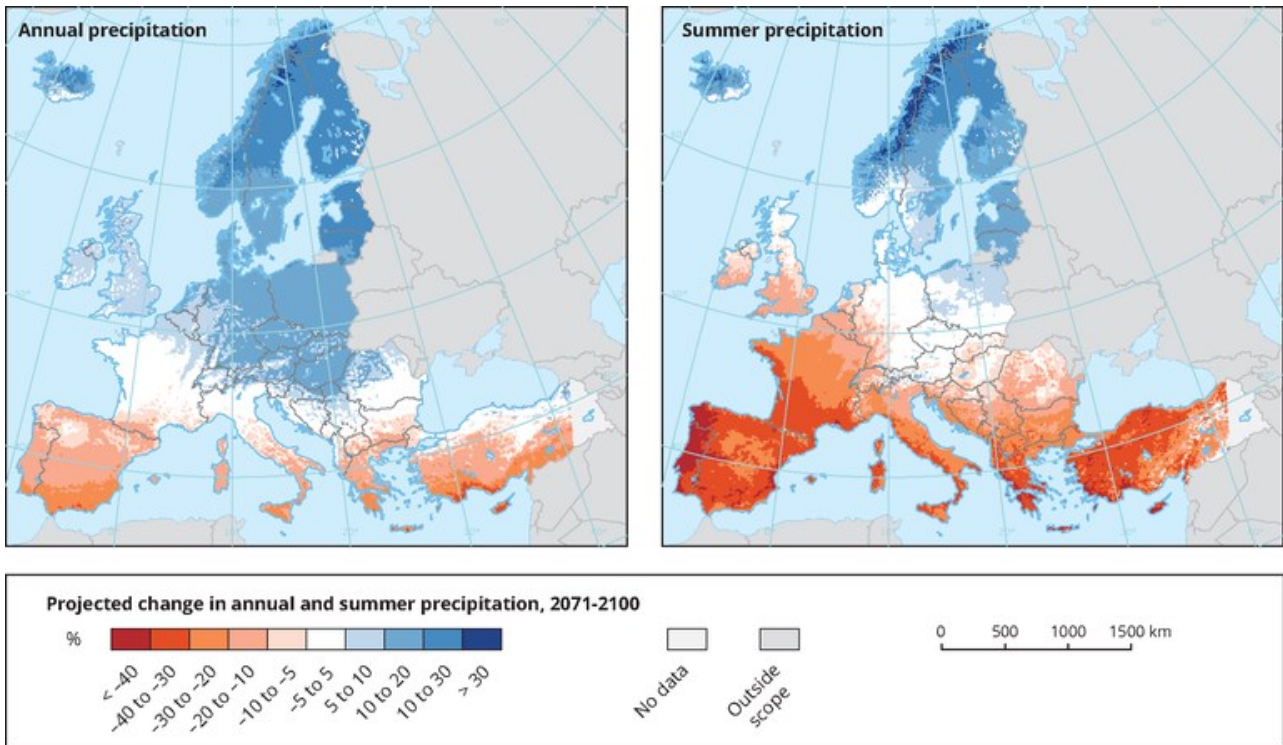 Annual precipitation
Summer precipitation
Projected change in annual and summer precipitation, 2071-2100
%
< -40
-40 to -30
-30 to -20
-20 to -10
-10 to -5
-5 to 5
5 to 10
10 to 20
10 to 30
> 30
No data
Outside
scope
0 500 1000 1500 km